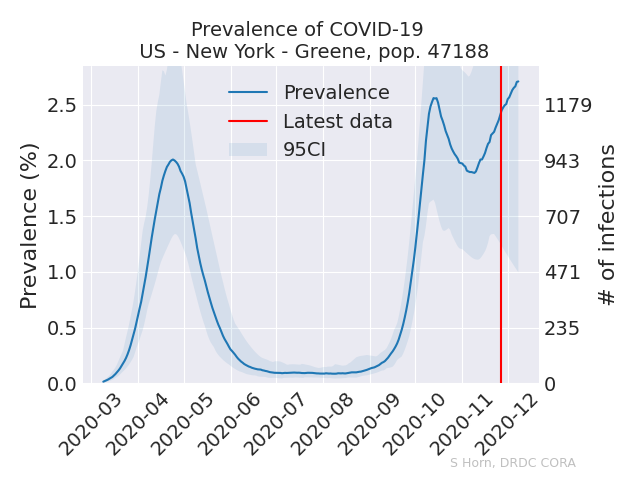 Prevalence of COVID-19
US - New York - Greene, pop. 47188
Prevalence (%)
2.5
2.0
1.5
1.0
0.5
0.0
Prevalence
Latest data
95CI
1179
943
707
471
235
0
# of infections
2020-03
2020-04
2020-05
2020-06
2020-07
2020-08
2020-09
2020-10
2020-11
2020-12
S Horn, DRDC CORA